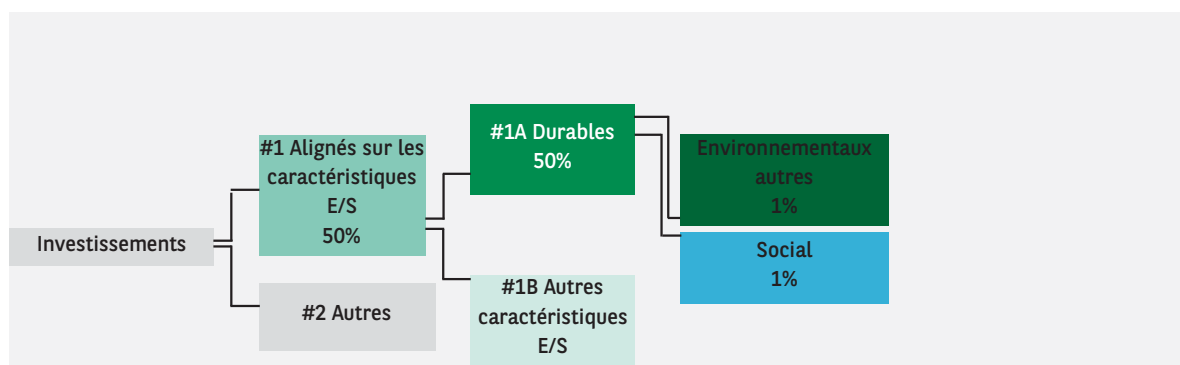 Investissements
#1 Alignés sur les
caractéristiques
E/S
50%
#2 Autres
#1A Durables
50%
#1B Autres
caractéristiques
E/S
Environnementaux
autres
1%
Social
1%